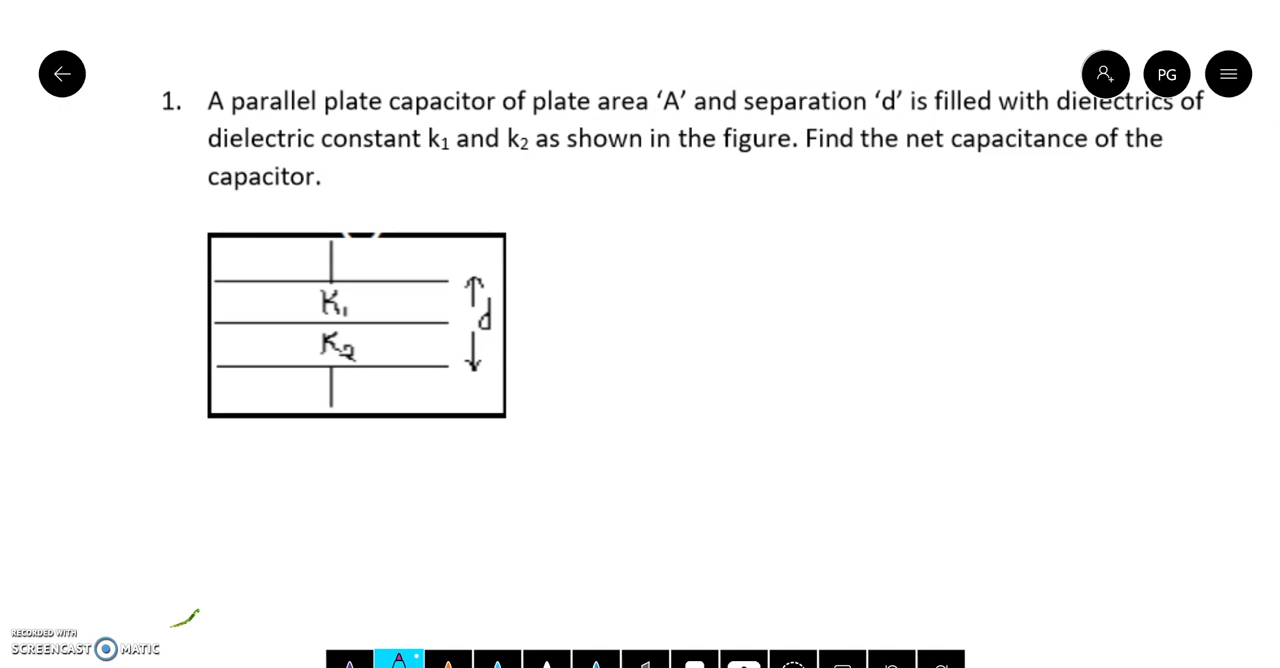 PG
1. A parallel plate capacitor of plate area ‘A’ and separation ‘d’ is filled with dielectrics of
dielectric constant k₁ and k₂ as shown in the figure. Find the net capacitance of the
capacitor.
K₁
d
K₂
RECORDED WITH
SCREENCAST MATIC